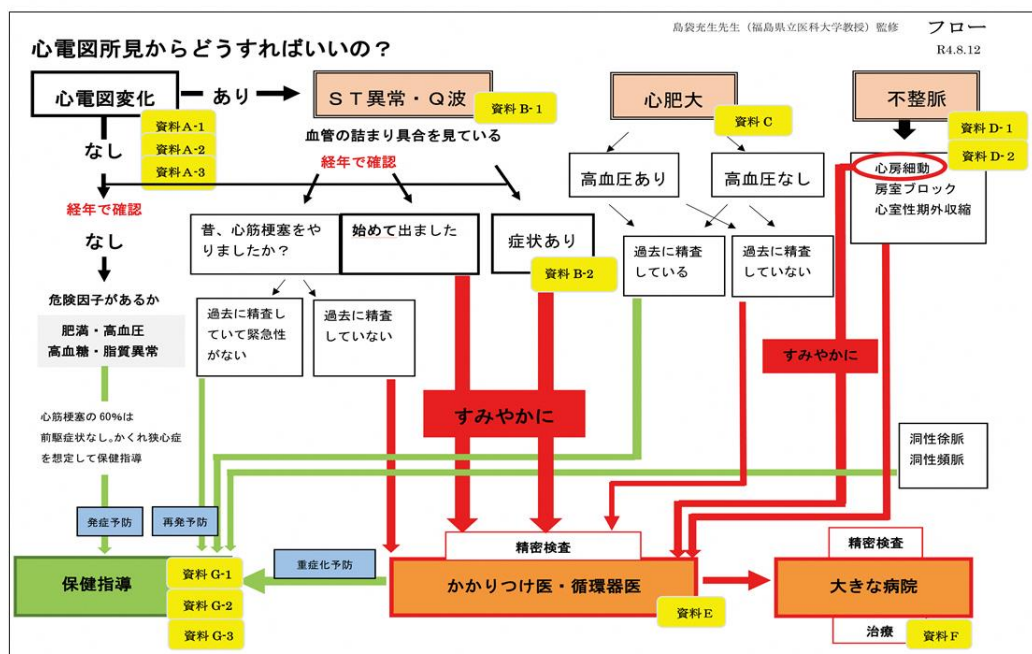 島袋充生先生（福島県立医科大学教授）監修
フロー
R4.8.12
心電図所見からどうすればいいの？
心電図変化
あり
ＳＴ異常・Ｑ波
資料 B-1
心肥大
資料 C
不整脈
資料 D-1
資料 D-2
資料 A-1
資料 A-2
資料 A-3
なし
血管の詰まり具合を見ている
経年で確認
高血圧あり
高血圧なし
心房細動
房室ブロック
心室性期外収縮
経年で確認
なし
昔、心筋梗塞をや
りましたか？
始めて出ました
症状あり
資料 B-2
過去に精査
している
過去に精査
していない
危険因子があるか
肥満・高血圧
高血糖・脂質異常
過去に精査し
ていて緊急性
がない
過去に精査
していない
すみやかに
すみやかに
心筋梗塞の 60%は
前駆症状なし。かくれ狭心症
を想定して保健指導
洞性徐脈
洞性頻脈
発症予防
再発予防
重症化予防
精密検査
精密検査
保健指導
資料 G-1
資料 G-2
資料 G-3
かかりつけ医・循環器医
資料 E
大きな病院
治療
資料 F